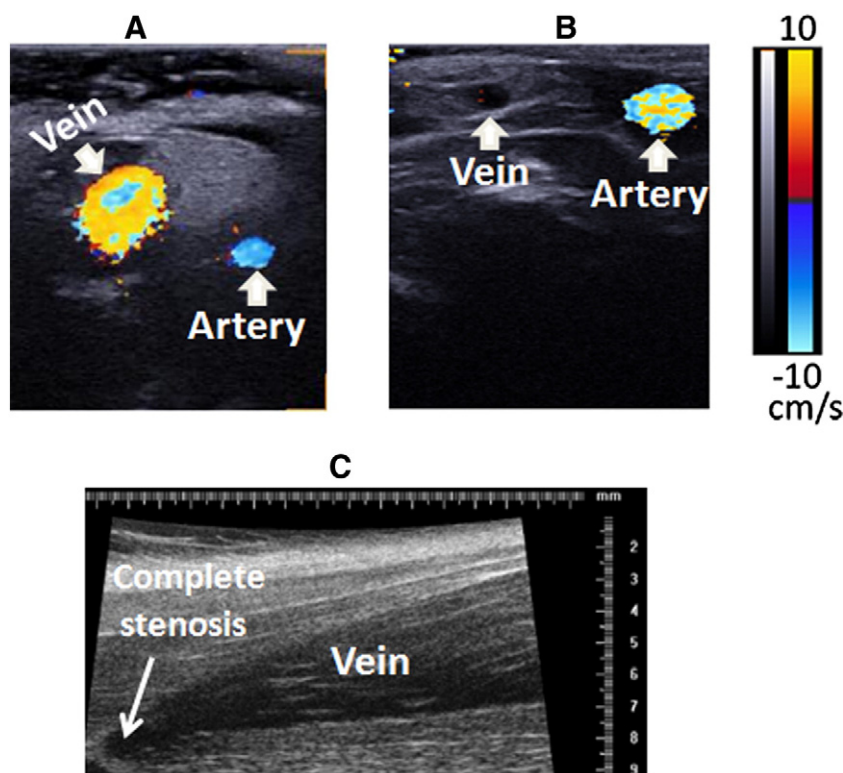 A
B
Vein
Artery
Vein
Artery
10
-10
cm/s
C
mm
Complete
stenosis
Vein
2
3
4
5
6
7
8
9